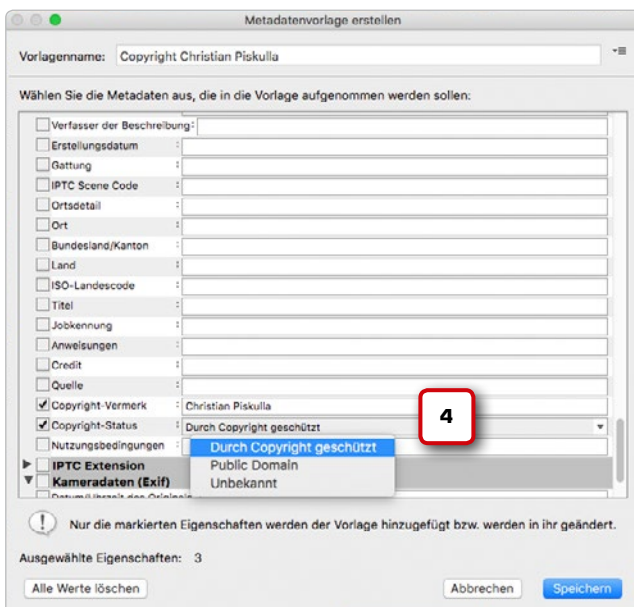 Metadatenvorlage erstellen
Vorlagenname: Copyright Christian Piskulla
Wählen Sie die Metadaten aus, die in die Vorlage aufgenommen werden sollen:
Verfasser der Beschreibung:
Erstellungsdatum :
Gattung :
IPTC Scene Code :
Ortsdetail :
Ort :
Bundesland/Kanton :
Land :
ISO-Landescode :
Titel :
Jobkennung :
Anweisungen :
Credit :
Quelle :
Copyright-Vermerk : Christian Piskulla
Copyright-Status : Durch Copyright geschützt
4
Nutzungsbedingungen :
Durch Copyright geschützt
Public Domain
Unbekannt
IPTC Extension
Kameradaten (Exif)
Nur die markierten Eigenschaften werden der Vorlage hinzugefügt bzw. werden in ihr geändert.
Ausgewählte Eigenschaften: 3
Alle Werte löschen Abbrechen Speichern